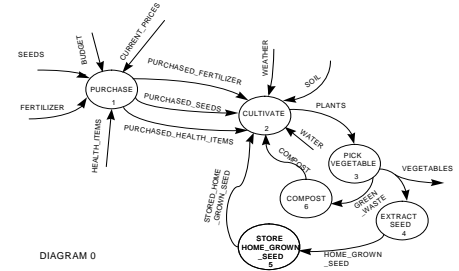 CURRENT_PRICES
BUDGET
SEEDS
WEATHER
SOIL
PURCHASED_FERTILIZER
PURCHASE
1
PURCHASED_SEEDS
FERTILIZER
PLANTS
CULTIVATE
2
PURCHASED_HEALTH_ITEMS
WATER
HEALTH_ITEMS
COMPOST
PICK
VEGETABLE
3
VEGETABLES
STORED_HOME
_GROWN_SEED
COMPOST
6
GREEN
_WASTE
EXTRACT
SEED
4
STORE
HOME_GROWN
_SEED
5
HOME_GROWN
_SEED
DIAGRAM 0